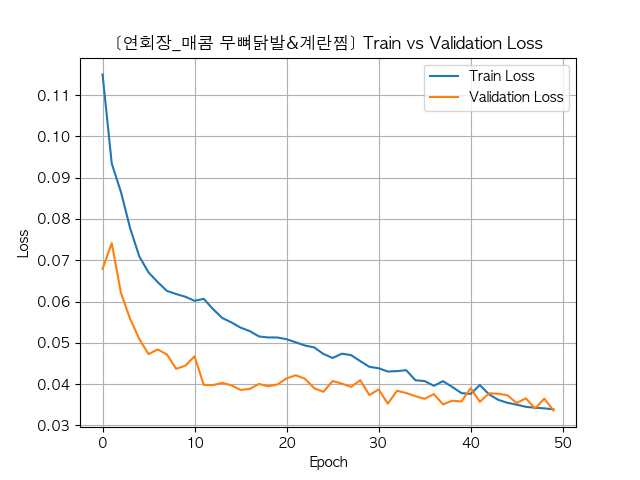 [연회장_매콤 무뼈닭발&계란찜] Train vs Validation Loss
Train Loss
Validation Loss
0.11
0.10
0.09
0.08
0.07
0.06
0.05
0.04
0.03
Loss
0 10 20 30 40 50
Epoch